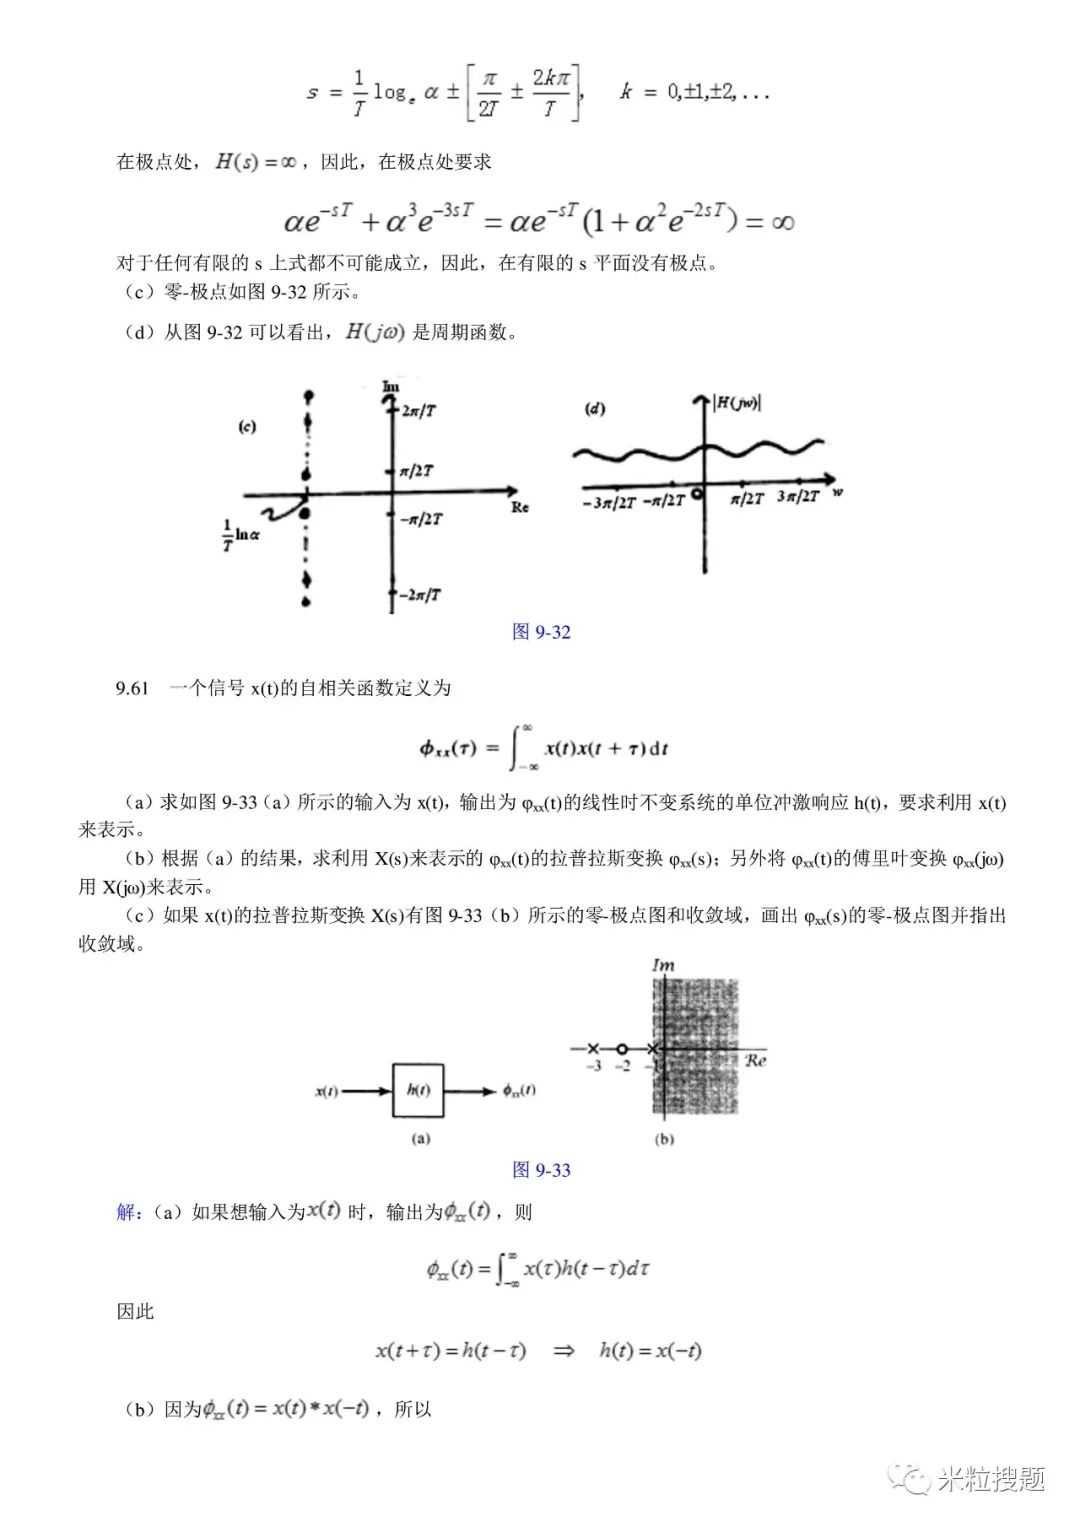 s = 1/T logₑ α ± [π/2T ± 2kπ/T], k = 0,±1,±2,...
在极点处，H(s) = ∞，因此，在极点处要求
αe^{-sT} + α³e^{-3sT} = αe^{-sT}(1 + α²e^{-2sT}) = ∞
对于任何有限的 s 上式都不可能成立，因此，在有限的 s 平面没有极点。
（c）零-极点如图 9-32 所示。
（d）从图 9-32 可以看出，H(jω) 是周期函数。
(c)
Im
2π/T
π/2T
-π/2T
-2π/T
Re
1/T lnα
(d)
|H(jw)|
-3π/2T -π/2T O π/2T 3π/2T w
图 9-32
9.61 一个信号 x(t)的自相关函数定义为
ϕxx(τ) = ∫_{-∞}^{∞} x(t)x(t + τ)dt
（a）求如图 9-33（a）所示的输入为 x(t)，输出为 φxx(t)的线性时不变系统的单位冲激响应 h(t)，要求利用 x(t)
来表示。
（b）根据（a）的结果，求利用 X(s)来表示的 φxx(t)的拉普拉斯变换 φxx(s)；另外将 φxx(t)的傅里叶变换 φxx(jω)
用 X(jω)来表示。
（c）如果 x(t)的拉普拉斯变换 X(s)有图 9-33（b）所示的零-极点图和收敛域，画出 φxx(s)的零-极点图并指出
收敛域。
x(t) h(t) ϕxx(t)
(a)
Im
-3 -2 -1 Re
(b)
图 9-33
解:（a）如果想输入为x(t) 时，输出为ϕxx(t)，则
ϕxx(t) = ∫_{-∞}^{∞} x(τ)h(t − τ)dτ
因此
x(t+τ) = h(t−τ) ⇒ h(t) = x(−t)
（b）因为ϕxx(t) = x(t)*x(−t)，所以
米粒搜题